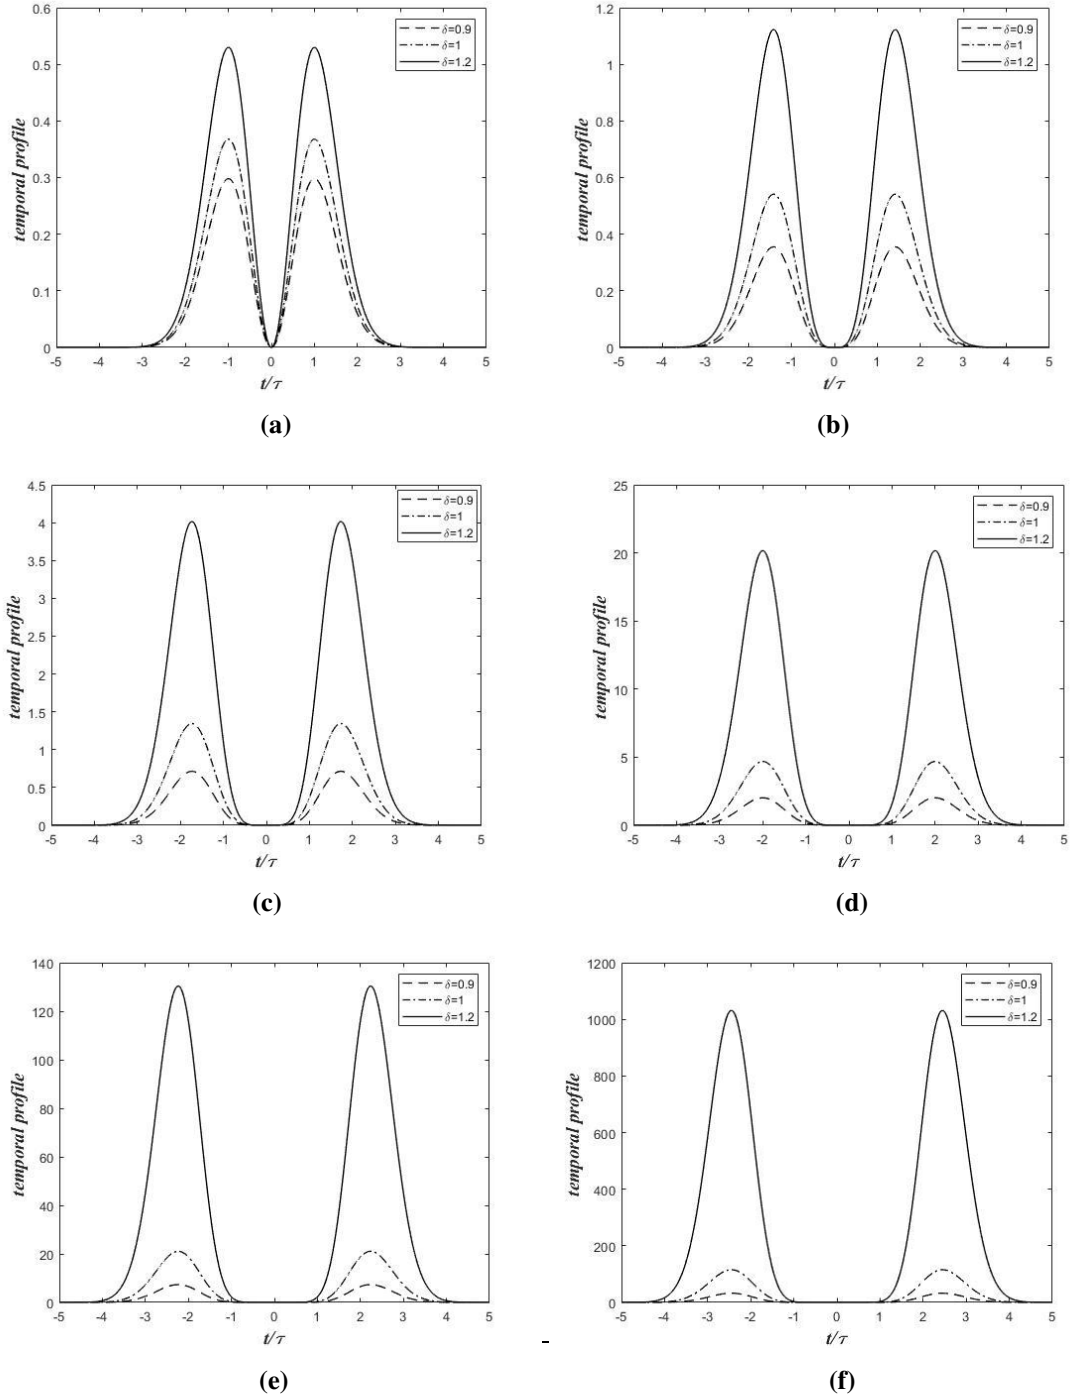 0.6
0.5
0.4
0.3
0.2
0.1
0
temporal profile
-5 -4 -3 -2 -1 0 1 2 3 4 5
t/τ
δ=0.9
δ=1
δ=1.2
(a)
1.2
1
0.8
0.6
0.4
0.2
0
temporal profile
-5 -4 -3 -2 -1 0 1 2 3 4 5
t/τ
δ=0.9
δ=1
δ=1.2
(b)
4.5
4
3.5
3
2.5
2
1.5
1
0.5
0
temporal profile
-5 -4 -3 -2 -1 0 1 2 3 4 5
t/τ
δ=0.9
δ=1
δ=1.2
(c)
25
20
15
10
5
0
temporal profile
-5 -4 -3 -2 -1 0 1 2 3 4 5
t/τ
δ=0.9
δ=1
δ=1.2
(d)
140
120
100
80
60
40
20
0
temporal profile
-5 -4 -3 -2 -1 0 1 2 3 4 5
t/τ
δ=0.9
δ=1
δ=1.2
(e)
1200
1000
800
600
400
200
0
temporal profile
-5 -4 -3 -2 -1 0 1 2 3 4 5
t/τ
δ=0.9
δ=1
δ=1.2
-
(f)